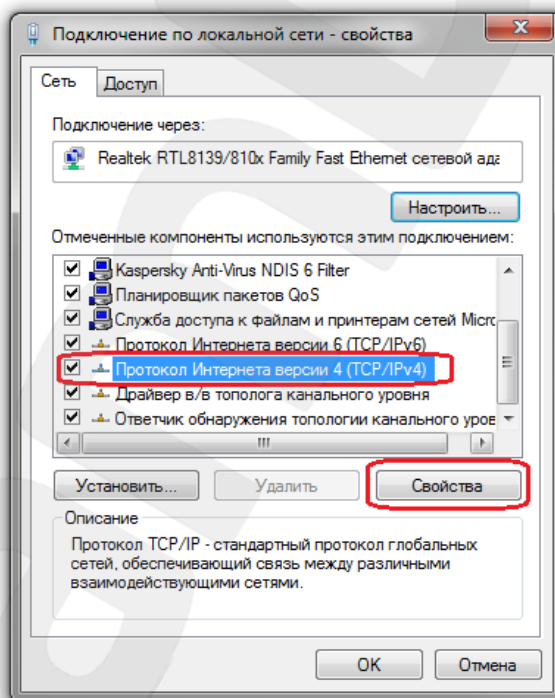 Подключение по локальной сети - свойства
Сеть
Доступ
Подключение через:
Realtek RTL8139/810x Family Fast Ethernet сетевой ада
Настроить...
Отмеченные компоненты используются этим подключением:
Kaspersky Anti-Virus NDIS 6 Filter
Планировщик пакетов QoS
Служба доступа к файлам и принтерам сетей Micro
Протокол Интернета версии 6 (TCP/IPv6)
Протокол Интернета версии 4 (TCP/IPv4)
Драйвер в/в тополога канального уровня
Ответчик обнаружения топологии канального уров
Установить...
Удалить
Свойства
Описание
Протокол TCP/IP - стандартный протокол глобальных
сетей, обеспечивающий связь между различными
взаимодействующими сетями.
OK
Отмена